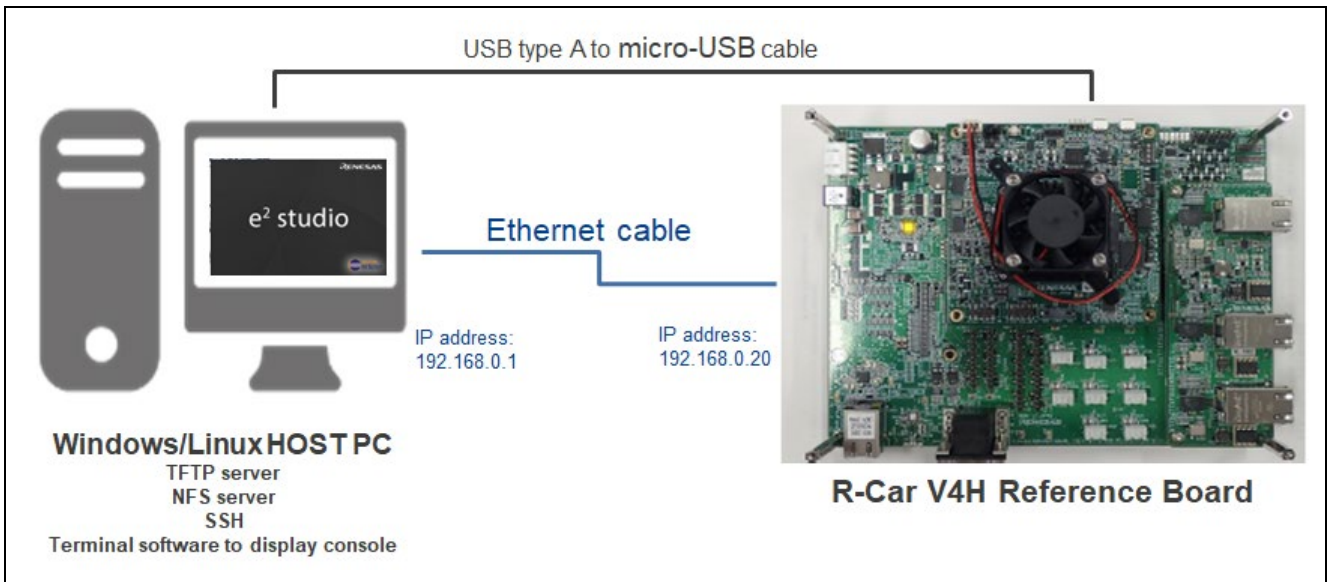 USB type A to micro-USB cable
RENESAS
e² studio
Ethernet cable
IP address:
192.168.0.1
IP address:
192.168.0.20
Windows/Linux HOST PC
TFTP server
NFS server
SSH
Terminal software to display console
R-Car V4H Reference Board